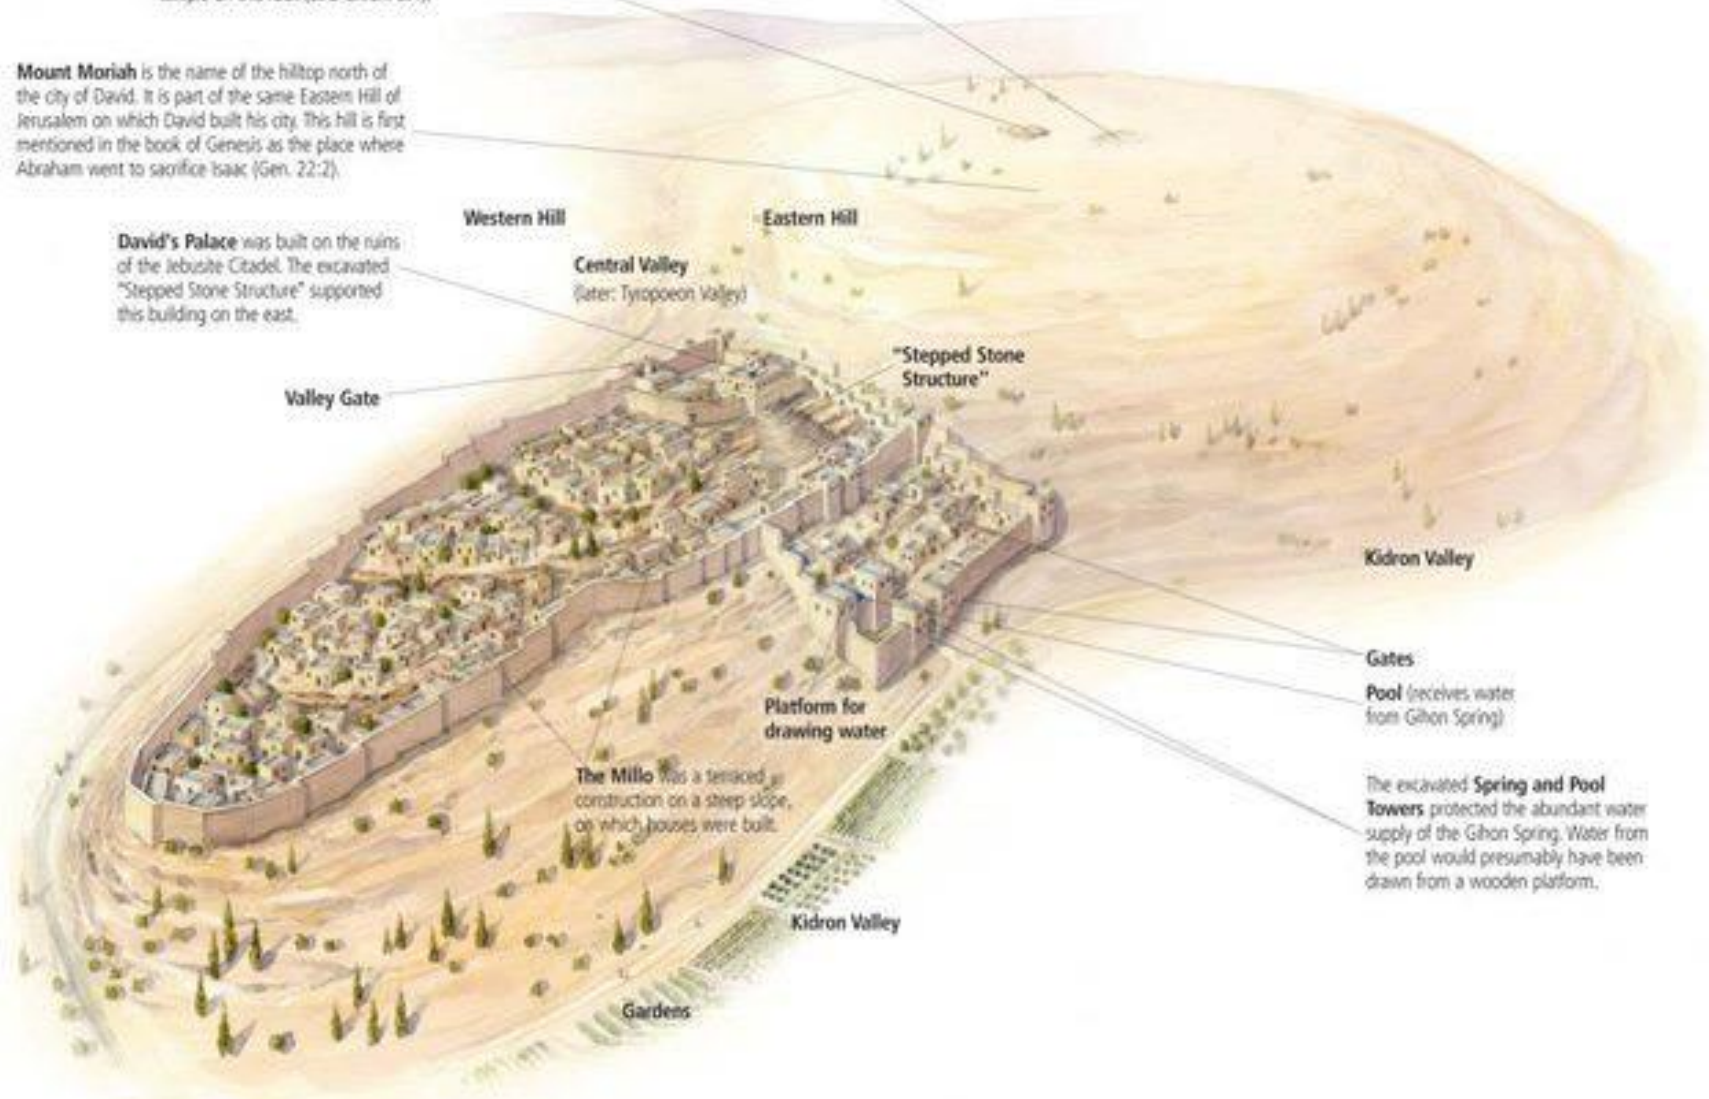 Mount Moriah is the name of the hilltop north of
the city of David. It is part of the same Eastern Hill of
Jerusalem on which David built his city. This hill is first
mentioned in the book of Genesis as the place where
Abraham went to sacrifice Isaac (Gen. 22:2).
Western Hill
Eastern Hill
David's Palace was built on the ruins
of the Jebusite Citadel. The excavated
"Stepped Stone Structure" supported
this building on the east.
Central Valley
(later: Tyropoeon Valley)
"Stepped Stone
Structure"
Valley Gate
Kidron Valley
Gates
Pool (receives water
from Gihon Spring)
Platform for
drawing water
The Millo was a terraced
construction on a steep slope,
on which houses were built.
The excavated Spring and Pool
Towers protected the abundant water
supply of the Gihon Spring. Water from
the pool would presumably have been
drawn from a wooden platform.
Kidron Valley
Gardens